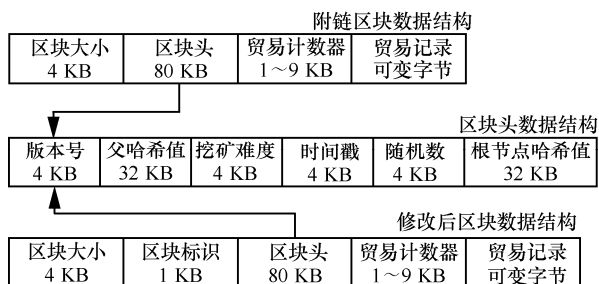 附链区块数据结构
区块大小 区块头 贸易计数器 贸易记录
4 KB 80 KB 1～9 KB 可变字节
区块头数据结构
版本号 父哈希值 挖矿难度 时间戳 随机数 根节点哈希值
4 KB 32 KB 4 KB 4 KB 4 KB 32 KB
修改后区块数据结构
区块大小 区块标识 区块头 贸易计数器 贸易记录
4 KB 1 KB 80 KB 1～9 KB 可变字节